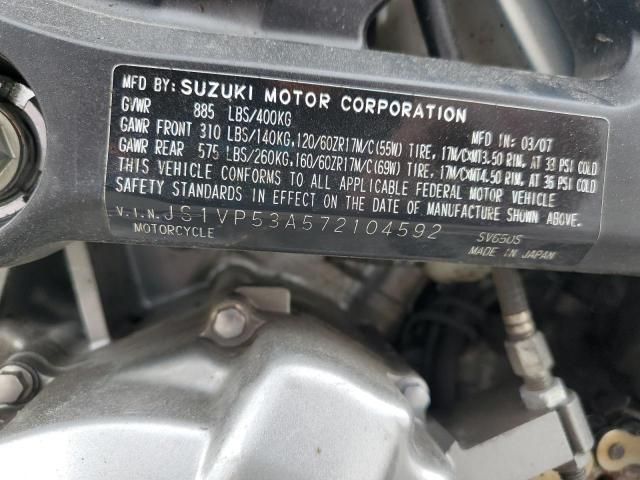 MFD BY: SUZUKI MOTOR CORPORATION
GVWR 885 LBS/400KG MFD IN: 03/07
GAWR FRONT 310 LBS/140KG, 120/60ZR17M/C(55W) TIRE, 17M/C×MT3.50 RIM, AT 33 PSI COLD
GAWR REAR 575 LBS/260KG, 160/60ZR17M/C(69W) TIRE, 17M/C×MT4.50 RIM, AT 36 PSI COLD
THIS VEHICLE CONFORMS TO ALL APPLICABLE FEDERAL MOTOR VEHICLE
SAFETY STANDARDS IN EFFECT ON THE DATE OF MANUFACTURE SHOWN ABOVE.
V.I.N. JS1VP53A572104592 SV650S
MOTORCYCLE MADE IN JAPAN